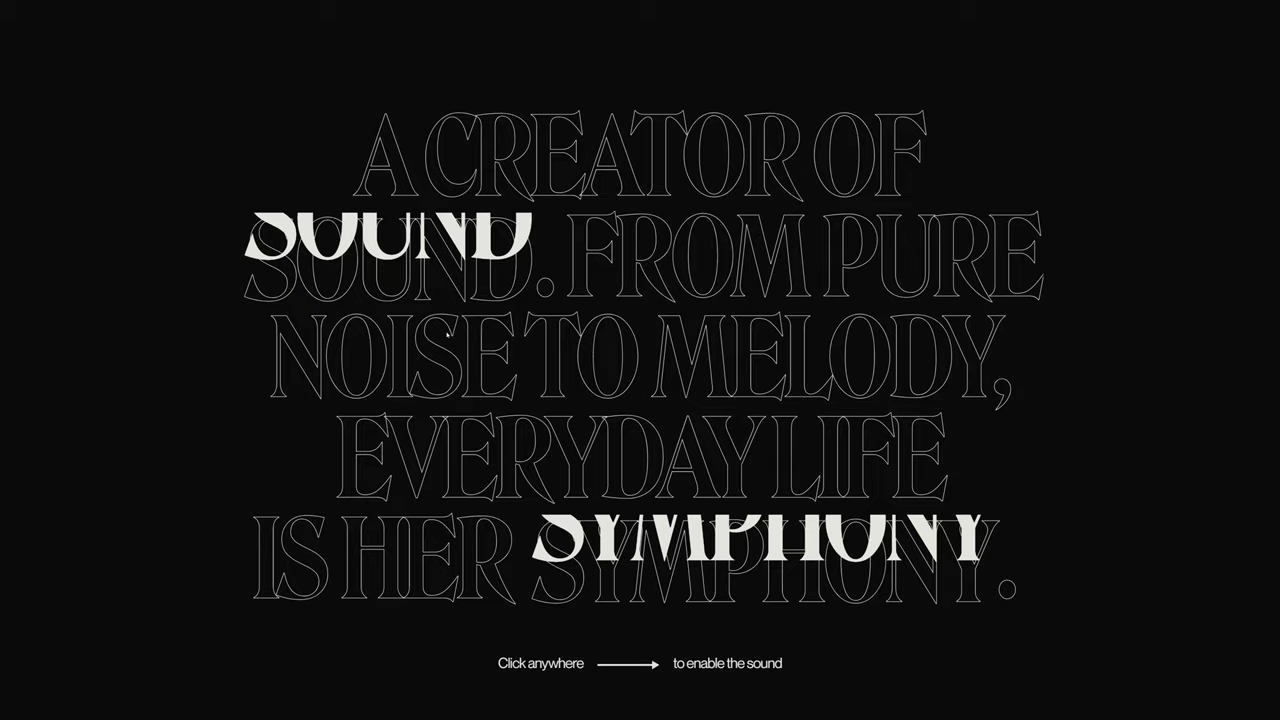 A CREATOR OF
SOUND. FROM PURE
NOISE TO MELODY,
EVERYDAY LIFE
IS HER SYMPHONY.
Click anywhere → to enable the sound